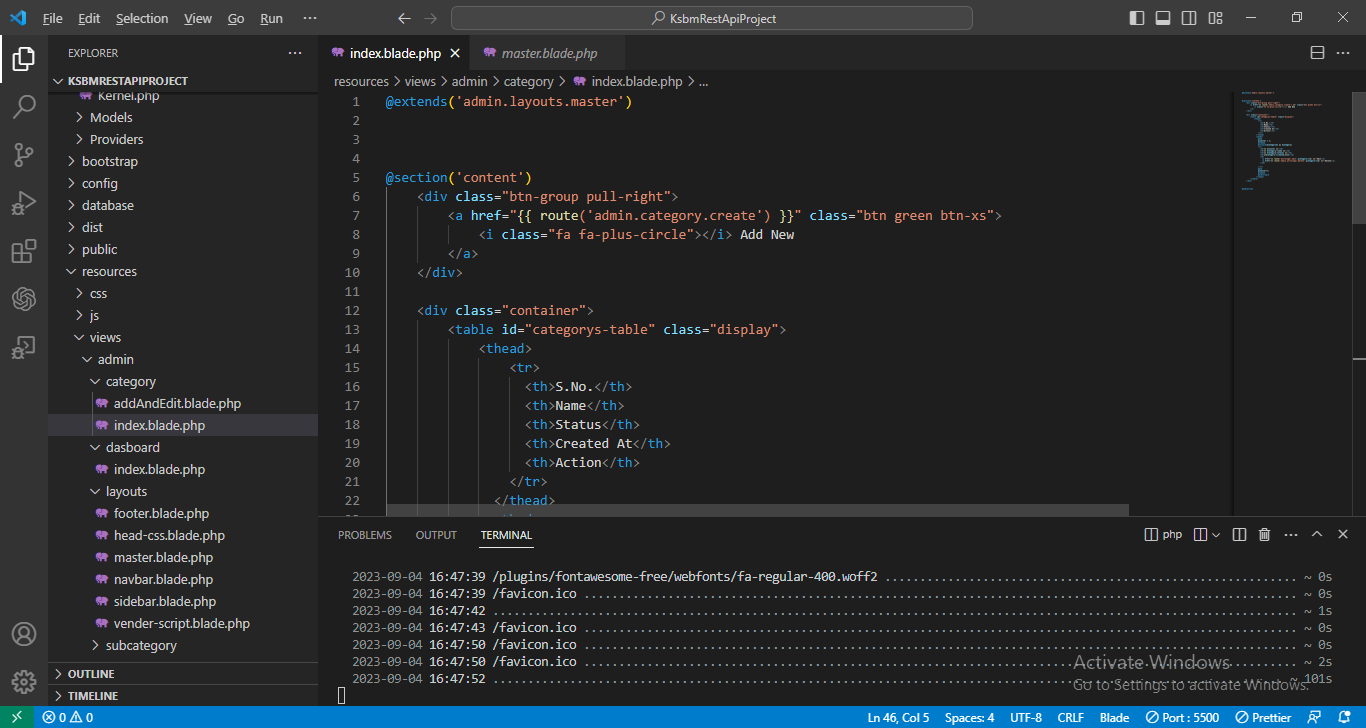 File Edit Selection View Go Run ··· KsbmRestApiProject
EXPLORER ···
KSBMRESTAPIPROJECT
Kernel.php
Models
Providers
bootstrap
config
database
dist
public
resources
css
js
views
admin
category
addAndEdit.blade.php
index.blade.php
dasboard
index.blade.php
layouts
footer.blade.php
head-css.blade.php
master.blade.php
navbar.blade.php
sidebar.blade.php
vender-script.blade.php
subcategory
OUTLINE
TIMELINE
index.blade.php master.blade.php
resources > views > admin > category > index.blade.php > ...
1 @extends('admin.layouts.master')
2
3
4
5 @section('content')
6 <div class="btn-group pull-right">
7 <a href="{{ route('admin.category.create') }}" class="btn green btn-xs">
8 <i class="fa fa-plus-circle"></i> Add New
9 </a>
10 </div>
11
12 <div class="container">
13 <table id="categorys-table" class="display">
14 <thead>
15 <tr>
16 <th>S.No.</th>
17 <th>Name</th>
18 <th>Status</th>
19 <th>Created At</th>
20 <th>Action</th>
21 </tr>
22 </thead>
PROBLEMS OUTPUT TERMINAL php
2023-09-04 16:47:39 /plugins/fontawesome-free/webfonts/fa-regular-400.woff2 ........ ~ 0s
2023-09-04 16:47:39 /favicon.ico ........ ~ 0s
2023-09-04 16:47:42 ........ ~ 1s
2023-09-04 16:47:43 /favicon.ico ........ ~ 0s
2023-09-04 16:47:50 /favicon.ico ........ ~ 0s
2023-09-04 16:47:50 /favicon.ico ........ ~ 2s
2023-09-04 16:47:52 ........ ~ 101s
Activate Windows
Go to Settings to activate Windows.
0 0 Ln 46, Col 5 Spaces: 4 UTF-8 CRLF Blade Port : 5500 Prettier